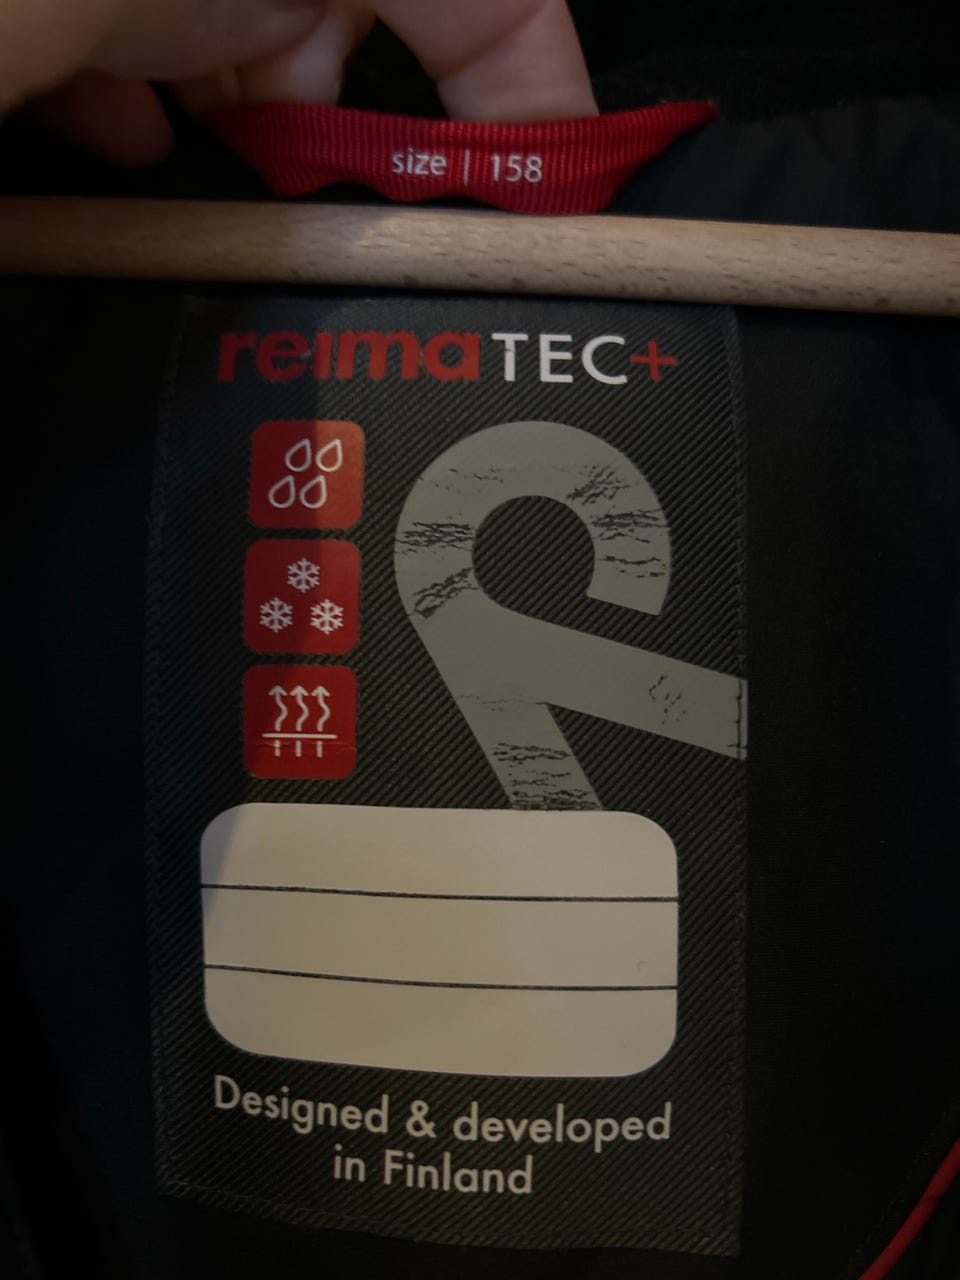 size | 158
reimaTEC+
Designed & developed
in Finland